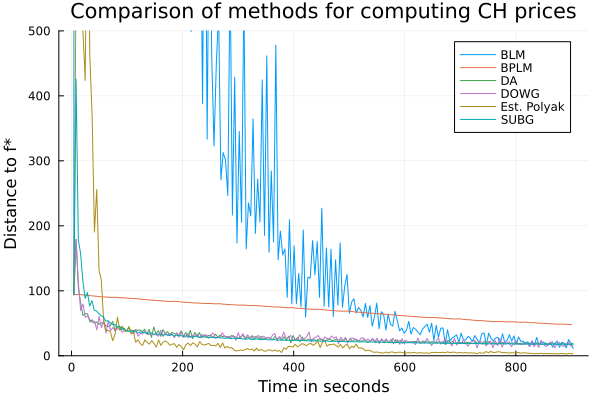 Comparison of methods for computing CH prices
500
400
300
200
100
0
0 200 400 600 800
Distance to f*
Time in seconds
BLM
BPLM
DA
DOWG
Est. Polyak
SUBG